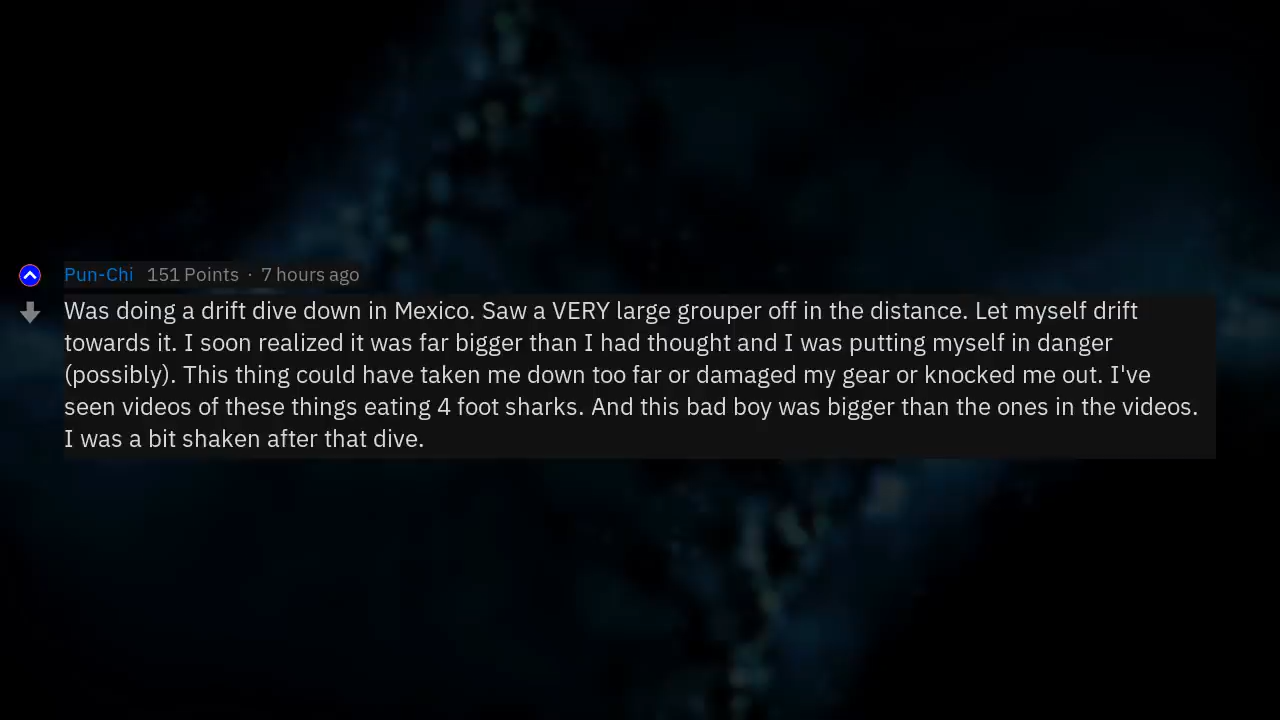 Pun-Chi 151 Points · 7 hours ago
Was doing a drift dive down in Mexico. Saw a VERY large grouper off in the distance. Let myself drift
towards it. I soon realized it was far bigger than I had thought and I was putting myself in danger
(possibly). This thing could have taken me down too far or damaged my gear or knocked me out. I've
seen videos of these things eating 4 foot sharks. And this bad boy was bigger than the ones in the videos.
I was a bit shaken after that dive.